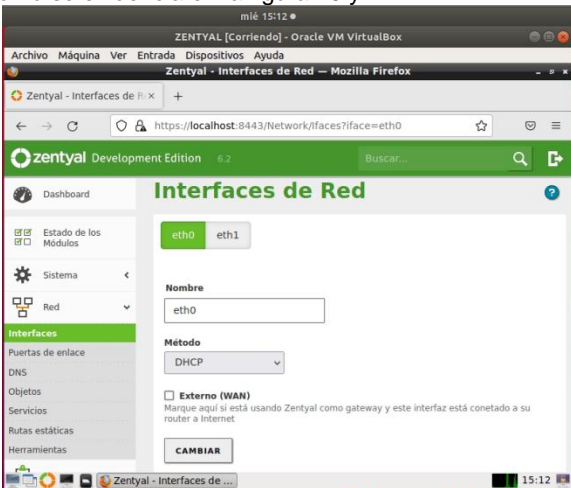 mié 15:12
ZENTYAL [Corriendo] - Oracle VM VirtualBox
Archivo Máquina Ver Entrada Dispositivos Ayuda
Zentyal - Interfaces de Red — Mozilla Firefox
Zentyal - Interfaces de R
https://localhost:8443/Network/Ifaces?iface=eth0
zentyal Development Edition 6.2
Buscar...
Dashboard
Estado de los
Módulos
Sistema
Red
Interfaces
Puertas de enlace
DNS
Objetos
Servicios
Rutas estáticas
Herramientas
Interfaces de Red
eth0 eth1
Nombre
eth0
Método
DHCP
Externo (WAN)
Marque aquí si está usando Zentyal como gateway y este interfaz está conetado a su
router a Internet
CAMBIAR
Zentyal - Interfaces de ...
15:12